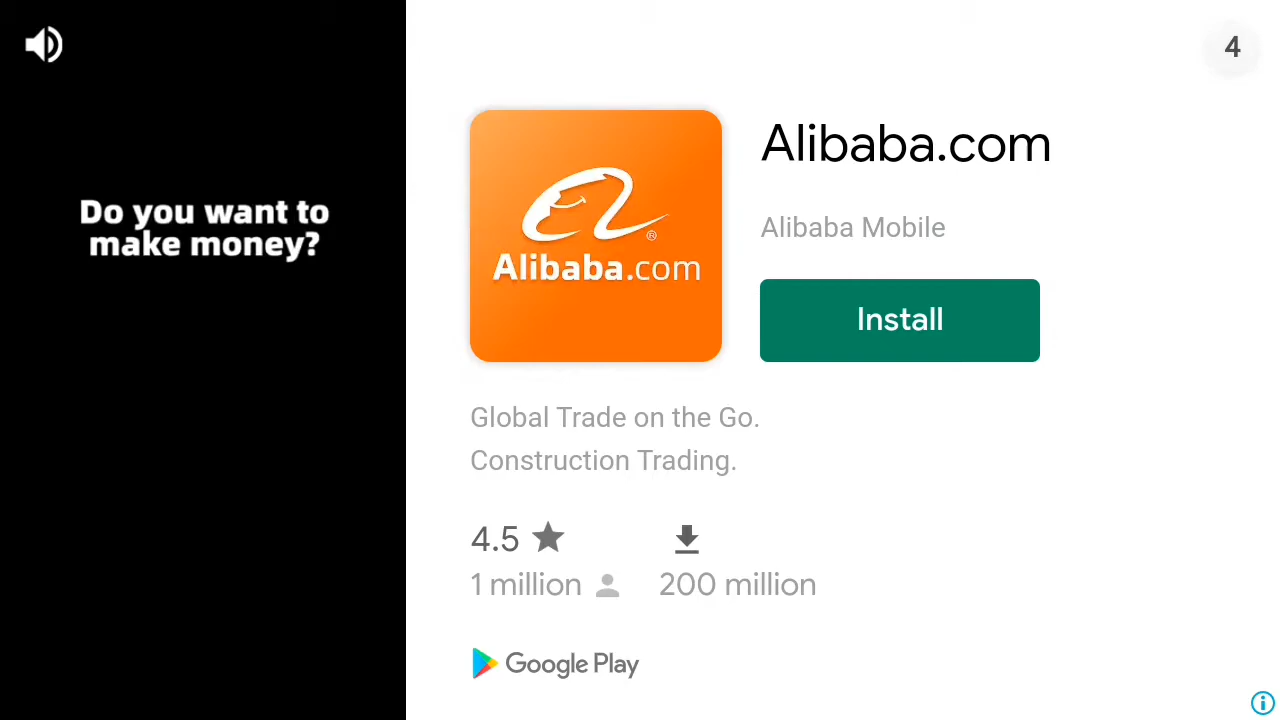 Do you want to
make money?
4
Alibaba.com
®
Alibaba.com
Alibaba Mobile
Install
Global Trade on the Go.
Construction Trading.
4.5
1 million
200 million
Google Play